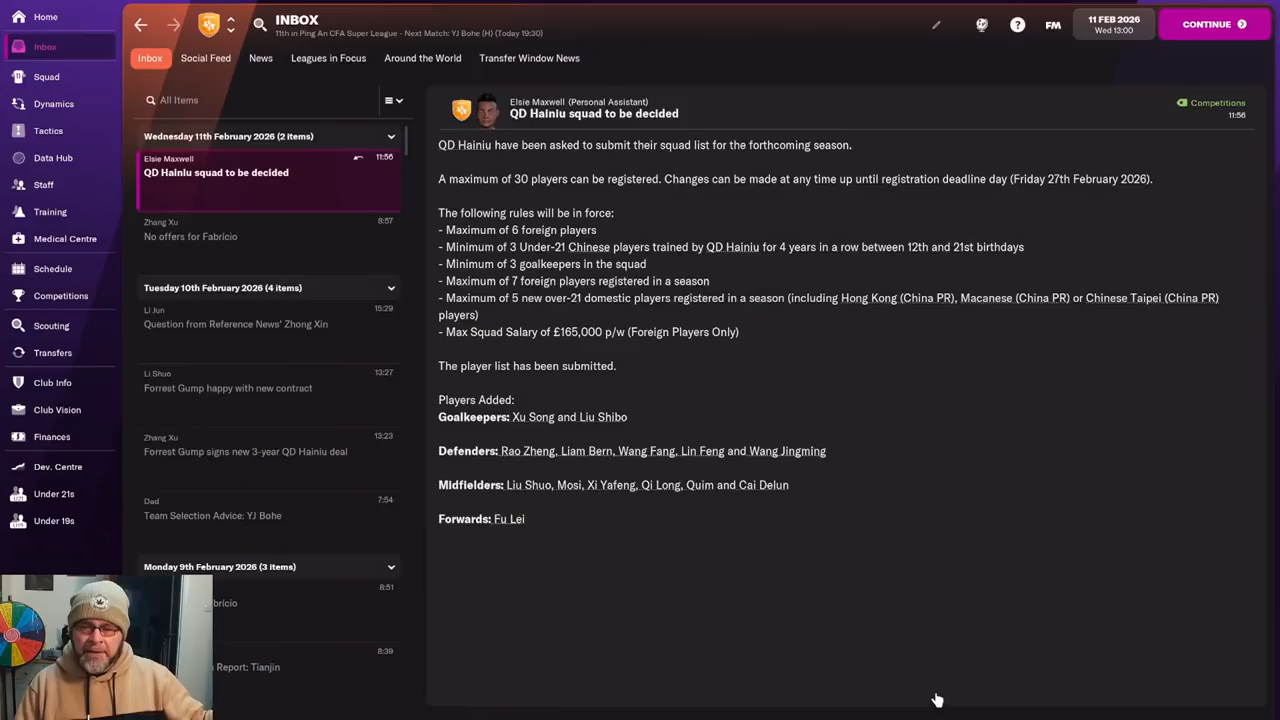 Home
Inbox
Squad
Dynamics
Tactics
Data Hub
Staff
Training
Medical Centre
Schedule
Competitions
Scouting
Transfers
Club Info
Club Vision
Finances
Dev. Centre
Under 21s
Under 19s
INBOX
11th in Ping An CFA Super League - Next Match: YJ Bohe (H) (Today 19:30)
FM
11 FEB 2026
Wed 13:00
CONTINUE
Inbox Social Feed News Leagues in Focus Around the World Transfer Window News
All Items
Wednesday 11th February 2026 (2 items)
Elsie Maxwell 11:56
QD Hainiu squad to be decided
Zhang Xu 8:57
No offers for Fabrício
Tuesday 10th February 2026 (4 items)
Li Jun 15:29
Question from Reference News' Zhong Xin
Li Shuo 13:27
Forrest Gump happy with new contract
Zhang Xu 13:23
Forrest Gump signs new 3-year QD Hainiu deal
Dad 7:54
Team Selection Advice: YJ Bohe
Monday 9th February 2026 (3 items)
8:51
brício
8:39
Report: Tianjin
Elsie Maxwell (Personal Assistant)
QD Hainiu squad to be decided
Competitions
11:56
QD Hainiu have been asked to submit their squad list for the forthcoming season.
A maximum of 30 players can be registered. Changes can be made at any time up until registration deadline day (Friday 27th February 2026).
The following rules will be in force:
- Maximum of 6 foreign players
- Minimum of 3 Under-21 Chinese players trained by QD Hainiu for 4 years in a row between 12th and 21st birthdays
- Minimum of 3 goalkeepers in the squad
- Maximum of 7 foreign players registered in a season
- Maximum of 5 new over-21 domestic players registered in a season (including Hong Kong (China PR), Macanese (China PR) or Chinese Taipei (China PR)
players)
- Max Squad Salary of £165,000 p/w (Foreign Players Only)
The player list has been submitted.
Players Added:
Goalkeepers: Xu Song and Liu Shibo
Defenders: Rao Zheng, Liam Bern, Wang Fang, Lin Feng and Wang Jingming
Midfielders: Liu Shuo, Mosi, Xi Yafeng, Qi Long, Quim and Cai Delun
Forwards: Fu Lei